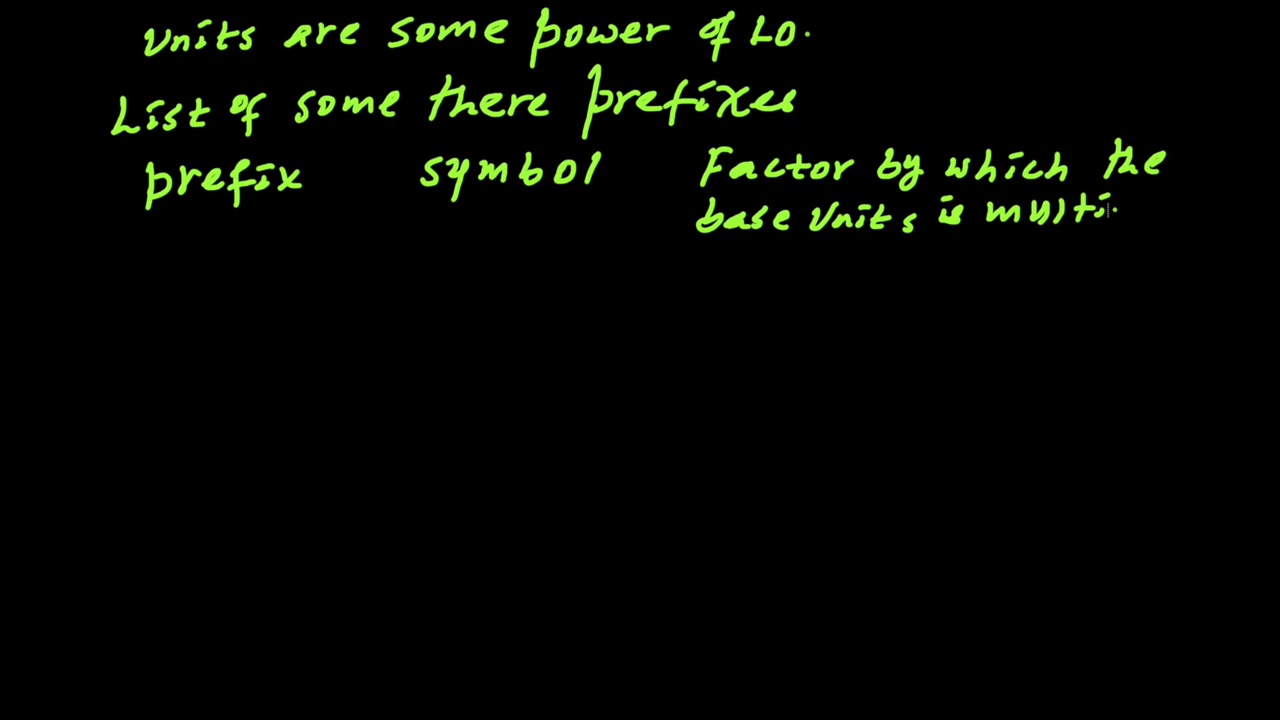 Units are some power of 10.
List of some there prefixes
prefix symbol Factor by which the
base Units is multi